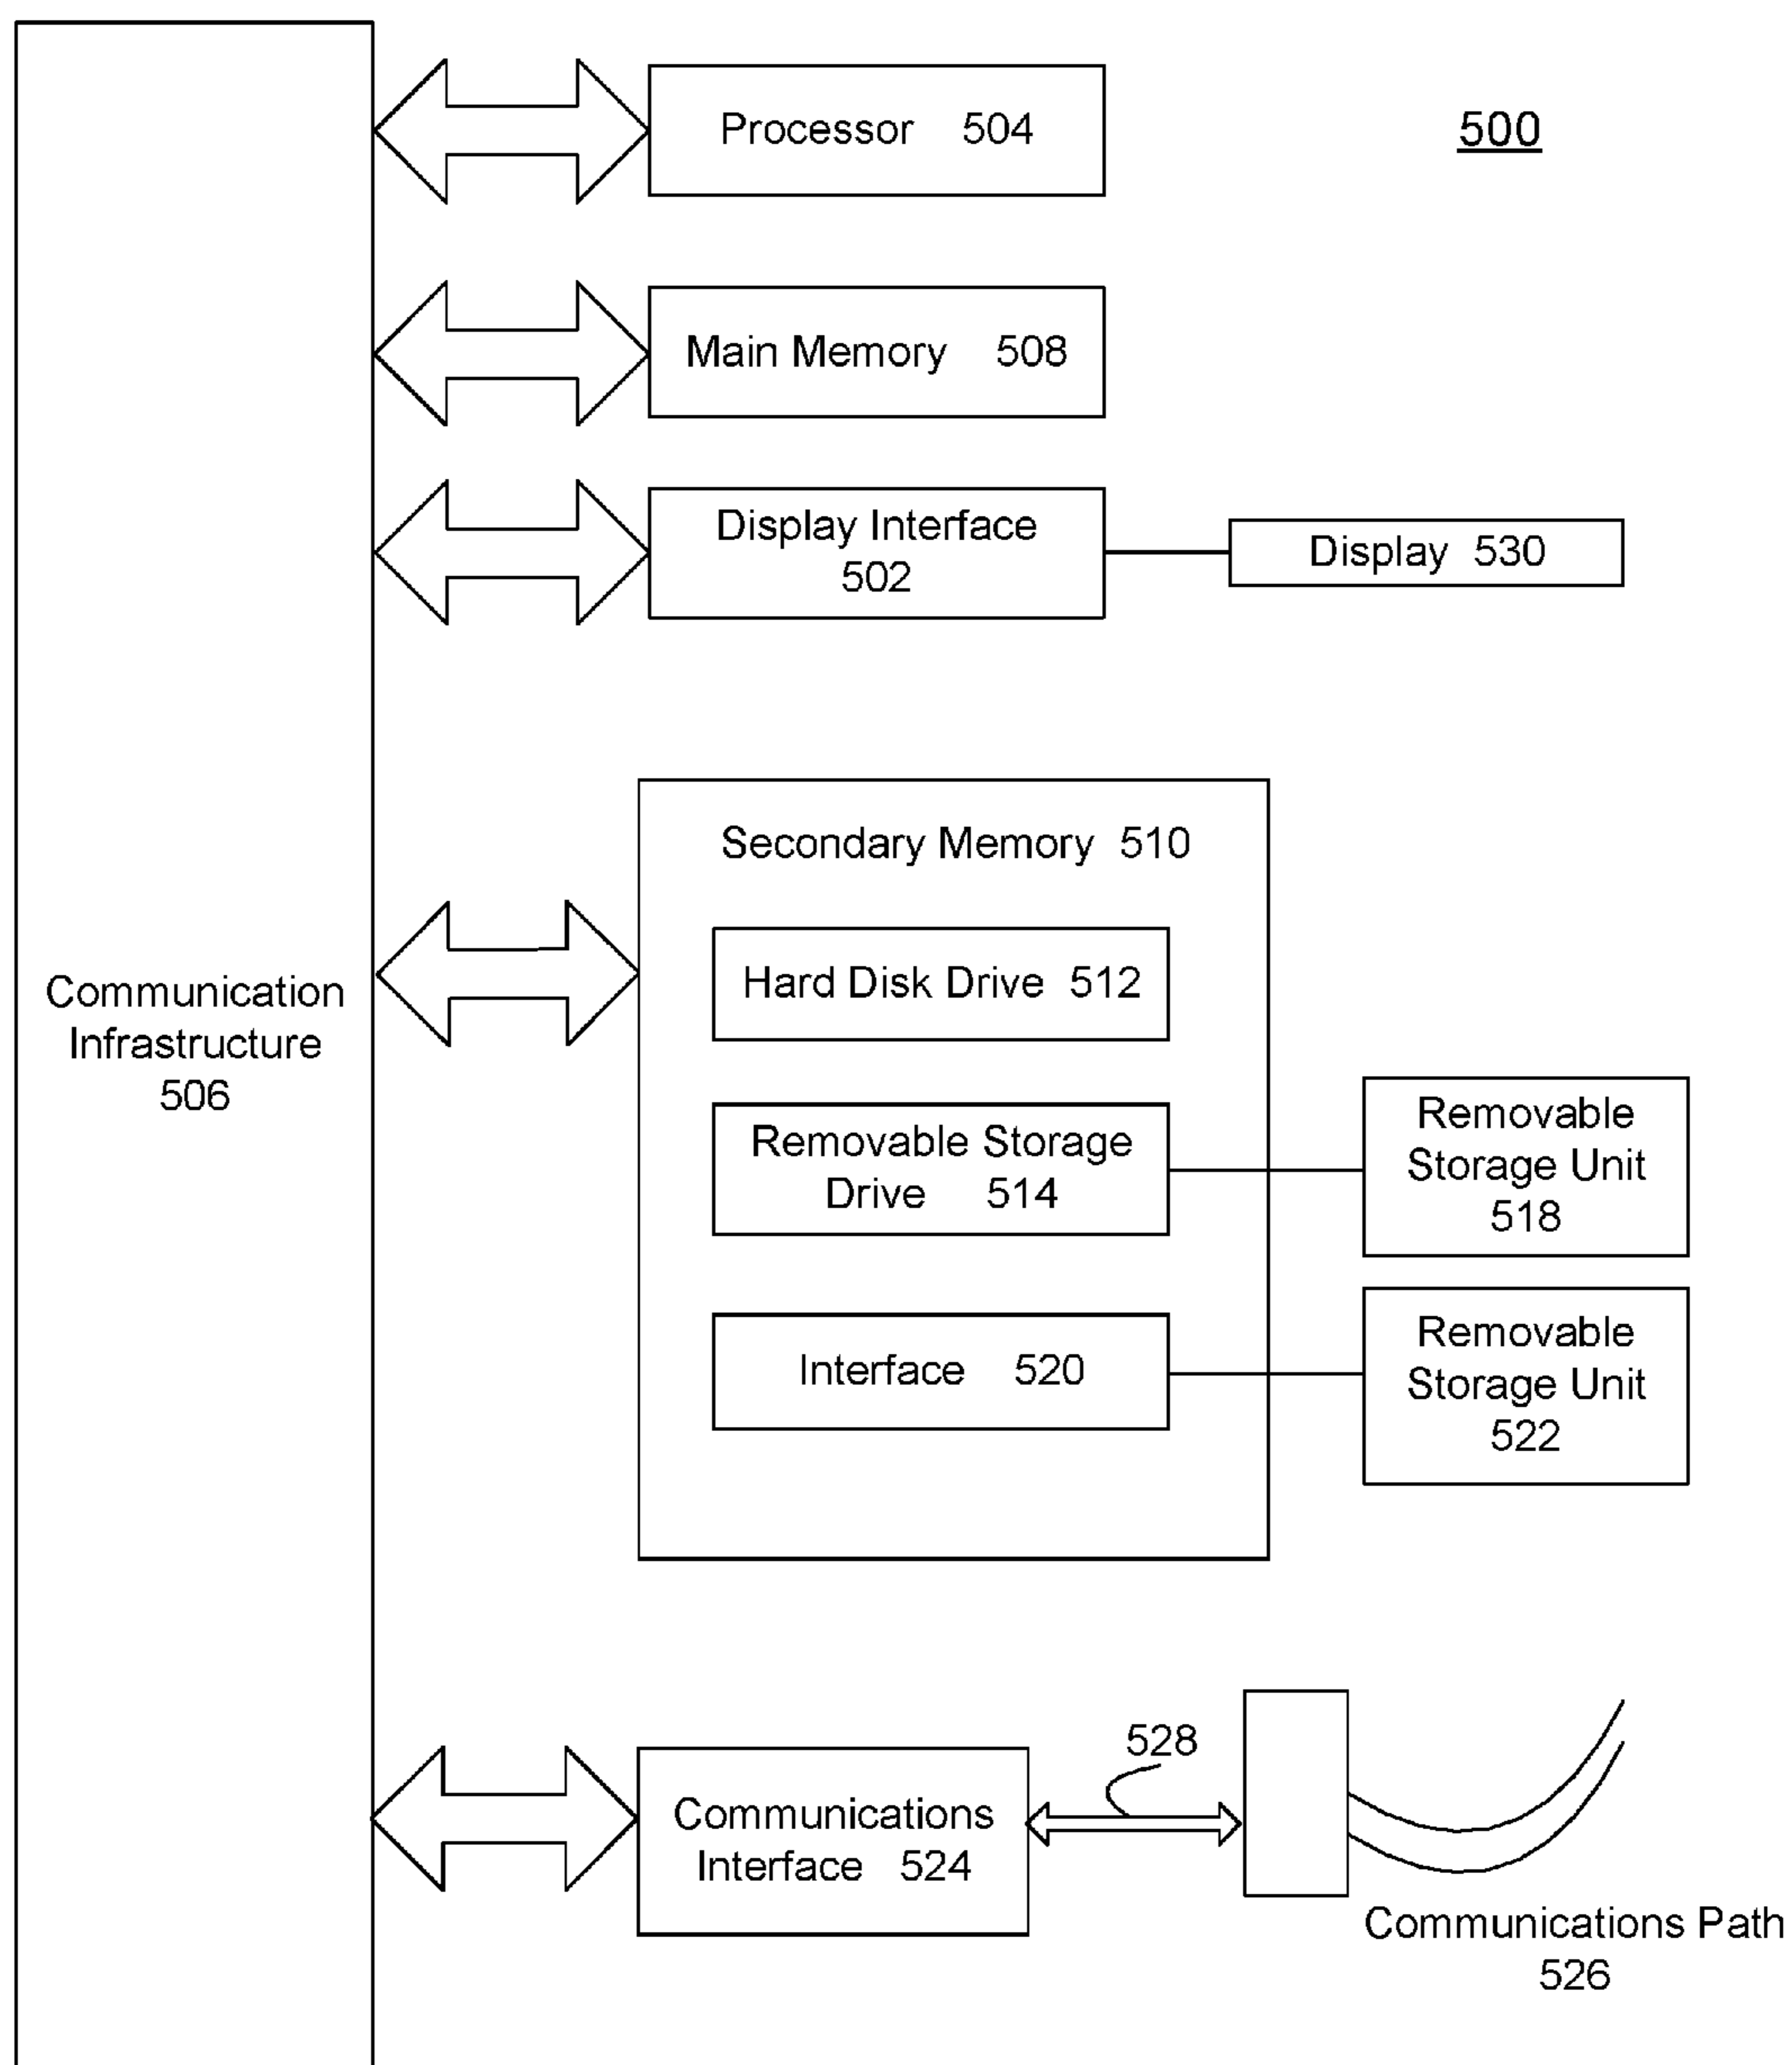 Processor 504
500
Main Memory 508
Display Interface
502
Display 530
Secondary Memory 510
Hard Disk Drive 512
Communication
Infrastructure
506
Removable Storage
Drive 514
Removable
Storage Unit
518
Interface 520
Removable
Storage Unit
522
528
Communications
Interface 524
Communications Path
526